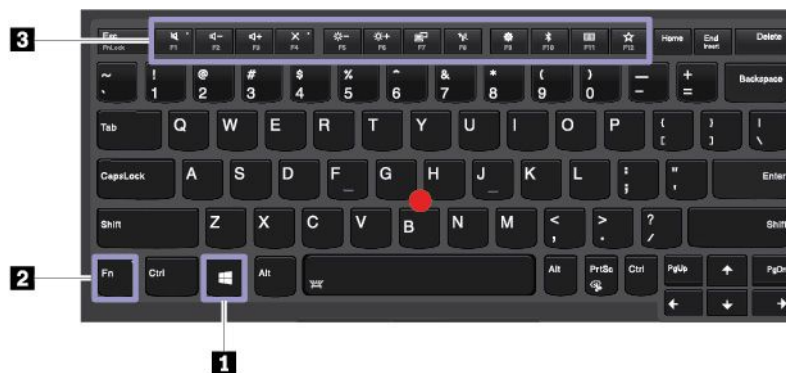 3
Esc FnLock F1 F2 F3 F4 F5 F6 F7 F8 F9 F10 F11 F12 Home End Insert Delete
~ ! @ # $ % ^ & * ( ) — + Backspace
` 1 2 3 4 5 6 7 8 9 0 - =
Tab Q W E R T Y U I O P { } |
[ ] \
CapsLock A S D F G H J K L : " Enter
; '
Shift Z X C V B N M < > ? Shift
, . /
2
Fn Ctrl Alt Alt PrtSc Ctrl PgUp PgDn
1